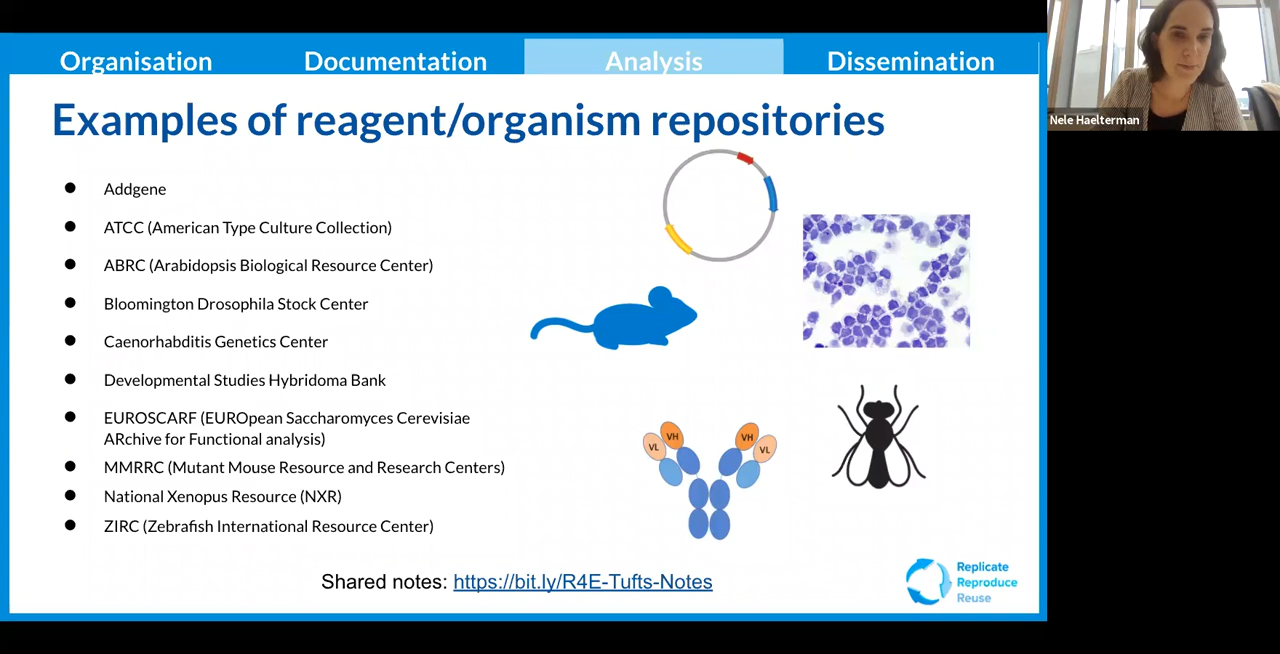 Organisation Documentation Analysis Dissemination
Nele Haelterman
Examples of reagent/organism repositories
● Addgene
● ATCC (American Type Culture Collection)
● ABRC (Arabidopsis Biological Resource Center)
● Bloomington Drosophila Stock Center
● Caenorhabditis Genetics Center
● Developmental Studies Hybridoma Bank
● EUROSCARF (EUROpean Saccharomyces Cerevisiae
ARchive for Functional analysis)
● MMRRC (Mutant Mouse Resource and Research Centers)
● National Xenopus Resource (NXR)
● ZIRC (Zebrafish International Resource Center)
VL VH VH VL
Shared notes: https://bit.ly/R4E-Tufts-Notes
Replicate
Reproduce
Reuse